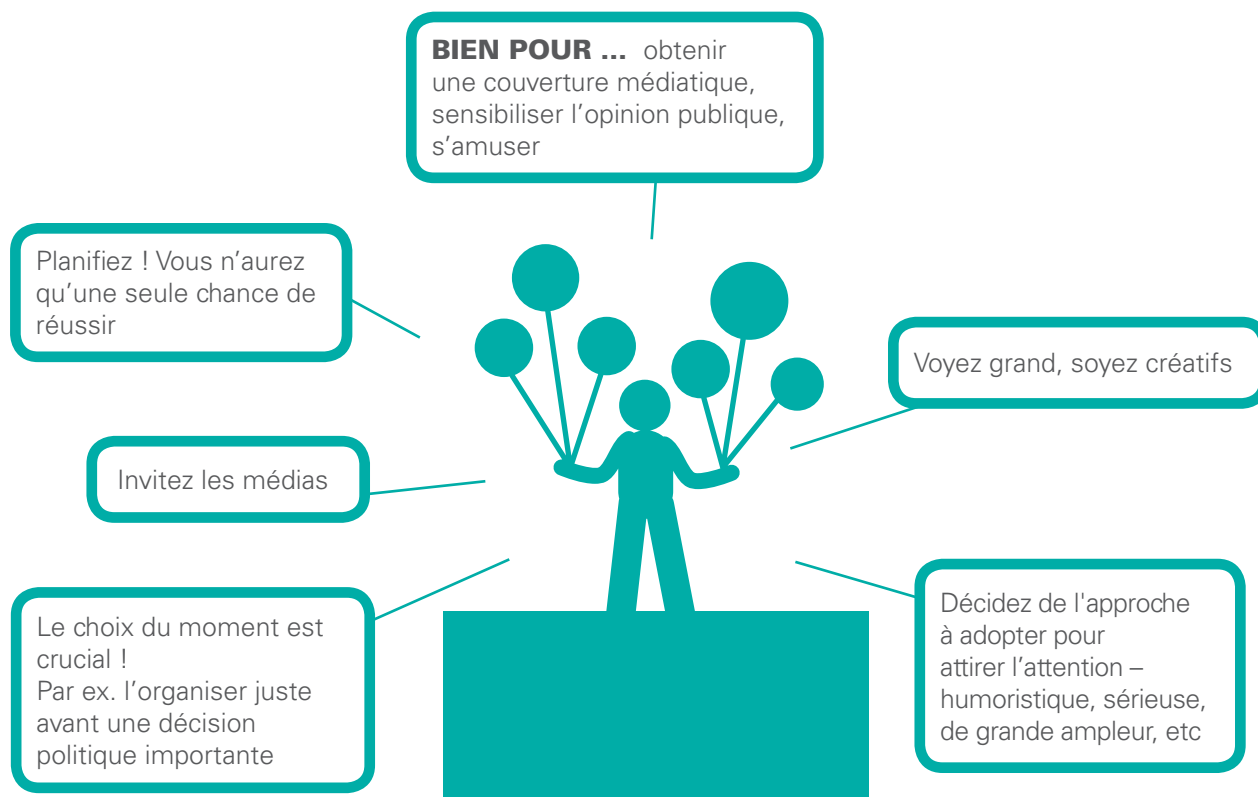 BIEN POUR ... obtenir
une couverture médiatique,
sensibiliser l’opinion publique,
s’amuser
Planifiez ! Vous n’aurez
qu’une seule chance de
réussir
Voyez grand, soyez créatifs
Invitez les médias
Le choix du moment est
crucial !
Par ex. l’organiser juste
avant une décision
politique importante
Décidez de l'approche
à adopter pour
attirer l’attention –
humoristique, sérieuse,
de grande ampleur, etc